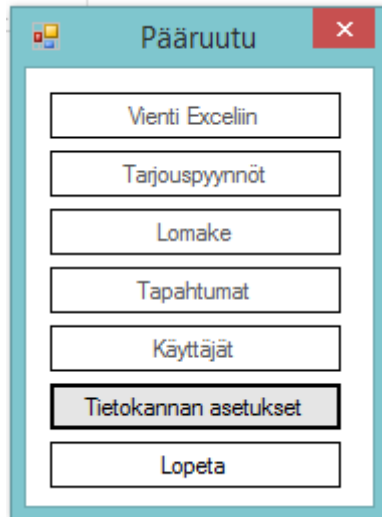 Pääruutu
Vienti Exceliin
Tarjouspyynnöt
Lomake
Tapahtumat
Käyttäjät
Tietokannan asetukset
Lopeta